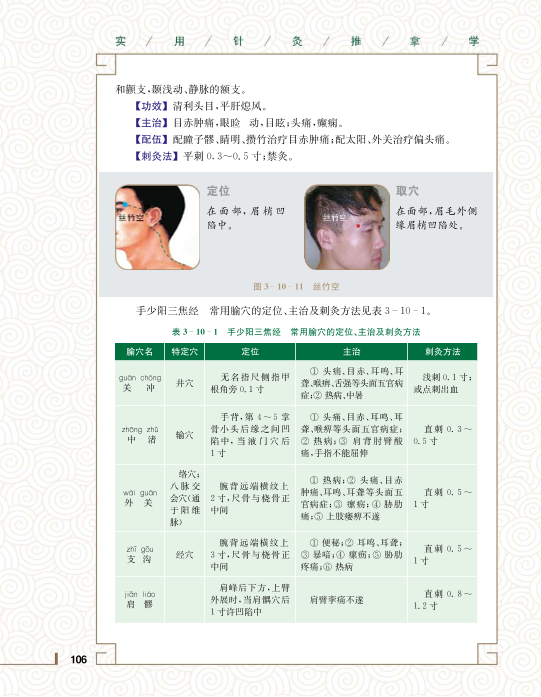 实 / 用 / 针 / 灸 / 推 / 拿 / 学
和颧支,颞浅动、静脉的额支。
【功效】清利头目,平肝熄风。
【主治】目赤肿痛,眼睑 动,目眩;头痛,癫痫。
【配伍】配瞳子髎、睛明、攒竹治疗目赤肿痛;配太阳、外关治疗偏头痛。
【刺灸法】平刺 0.3～0.5 寸;禁灸。
丝竹空
定位
在面部,眉梢凹
陷中。
丝竹空
取穴
在面部,眉毛外侧
缘眉梢凹陷处。
图 3-10-11 丝竹空
手少阳三焦经 常用腧穴的定位、主治及刺灸方法见表 3-10-1。
表 3-10-1 手少阳三焦经 常用腧穴的定位、主治及刺灸方法
腧穴名 特定穴 定位 主治 刺灸方法
guān chōng
关 冲
井穴
无名指尺侧指甲
根角旁 0.1 寸
① 头痛、目赤、耳鸣、耳
聋、喉痹、舌强等头面五官病
症;② 热病、中暑
浅刺 0.1 寸;
或点刺出血
zhōng zhǔ
中 渚
输穴
手背,第 4～5 掌
骨小头后缘之间凹
陷中,当液门穴后
1 寸
① 头痛、目赤、耳鸣、耳
聋、喉痹等头面五官病症;
② 热病;③ 肩背肘臂酸
痛,手指不能屈伸
直刺 0.3～
0.5 寸
wài guān
外 关
络穴;
八脉交
会穴(通
于阳维
脉)
腕背远端横纹上
2 寸,尺骨与桡骨正
中间
① 热病;② 头痛、目赤
肿痛、耳鸣、耳聋等头面五
官病症;③ 瘰疬;④ 胁肋
痛;⑤ 上肢痿痹不遂
直刺 0.5～
1 寸
zhī gōu
支 沟
经穴
腕背远端横纹上
3 寸,尺骨与桡骨正
中间
① 便秘;② 耳鸣、耳聋;
③ 暴喑;④ 瘰疬;⑤ 胁肋
疼痛;⑥ 热病
直刺 0.5～
1 寸
jiān liáo
肩 髎
肩峰后下方,上臂
外展时,当肩髃穴后
1 寸许凹陷中
肩臂挛痛不遂
直刺 0.8～
1.2 寸
106